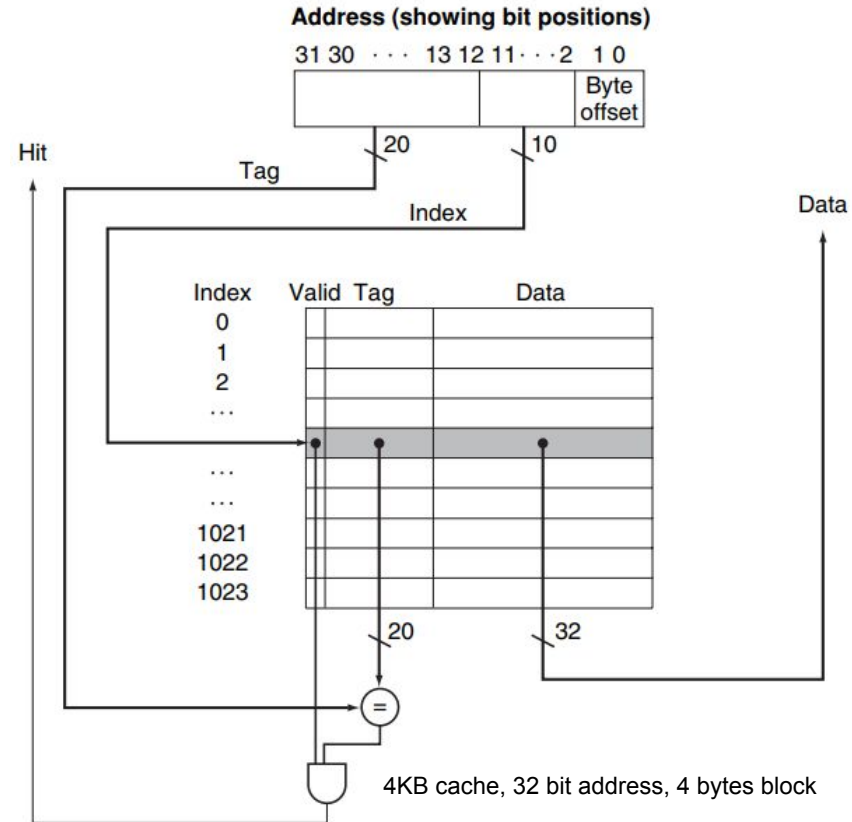 Address (showing bit positions)
31 30 · · · 13 12 11 · · · 2 1 0
Byte
offset
20 10
Hit
Tag
Data
Index
Index Valid Tag Data
0
1
2
· · ·
· · ·
· · ·
1021
1022
1023
20 32
=
4KB cache, 32 bit address, 4 bytes block